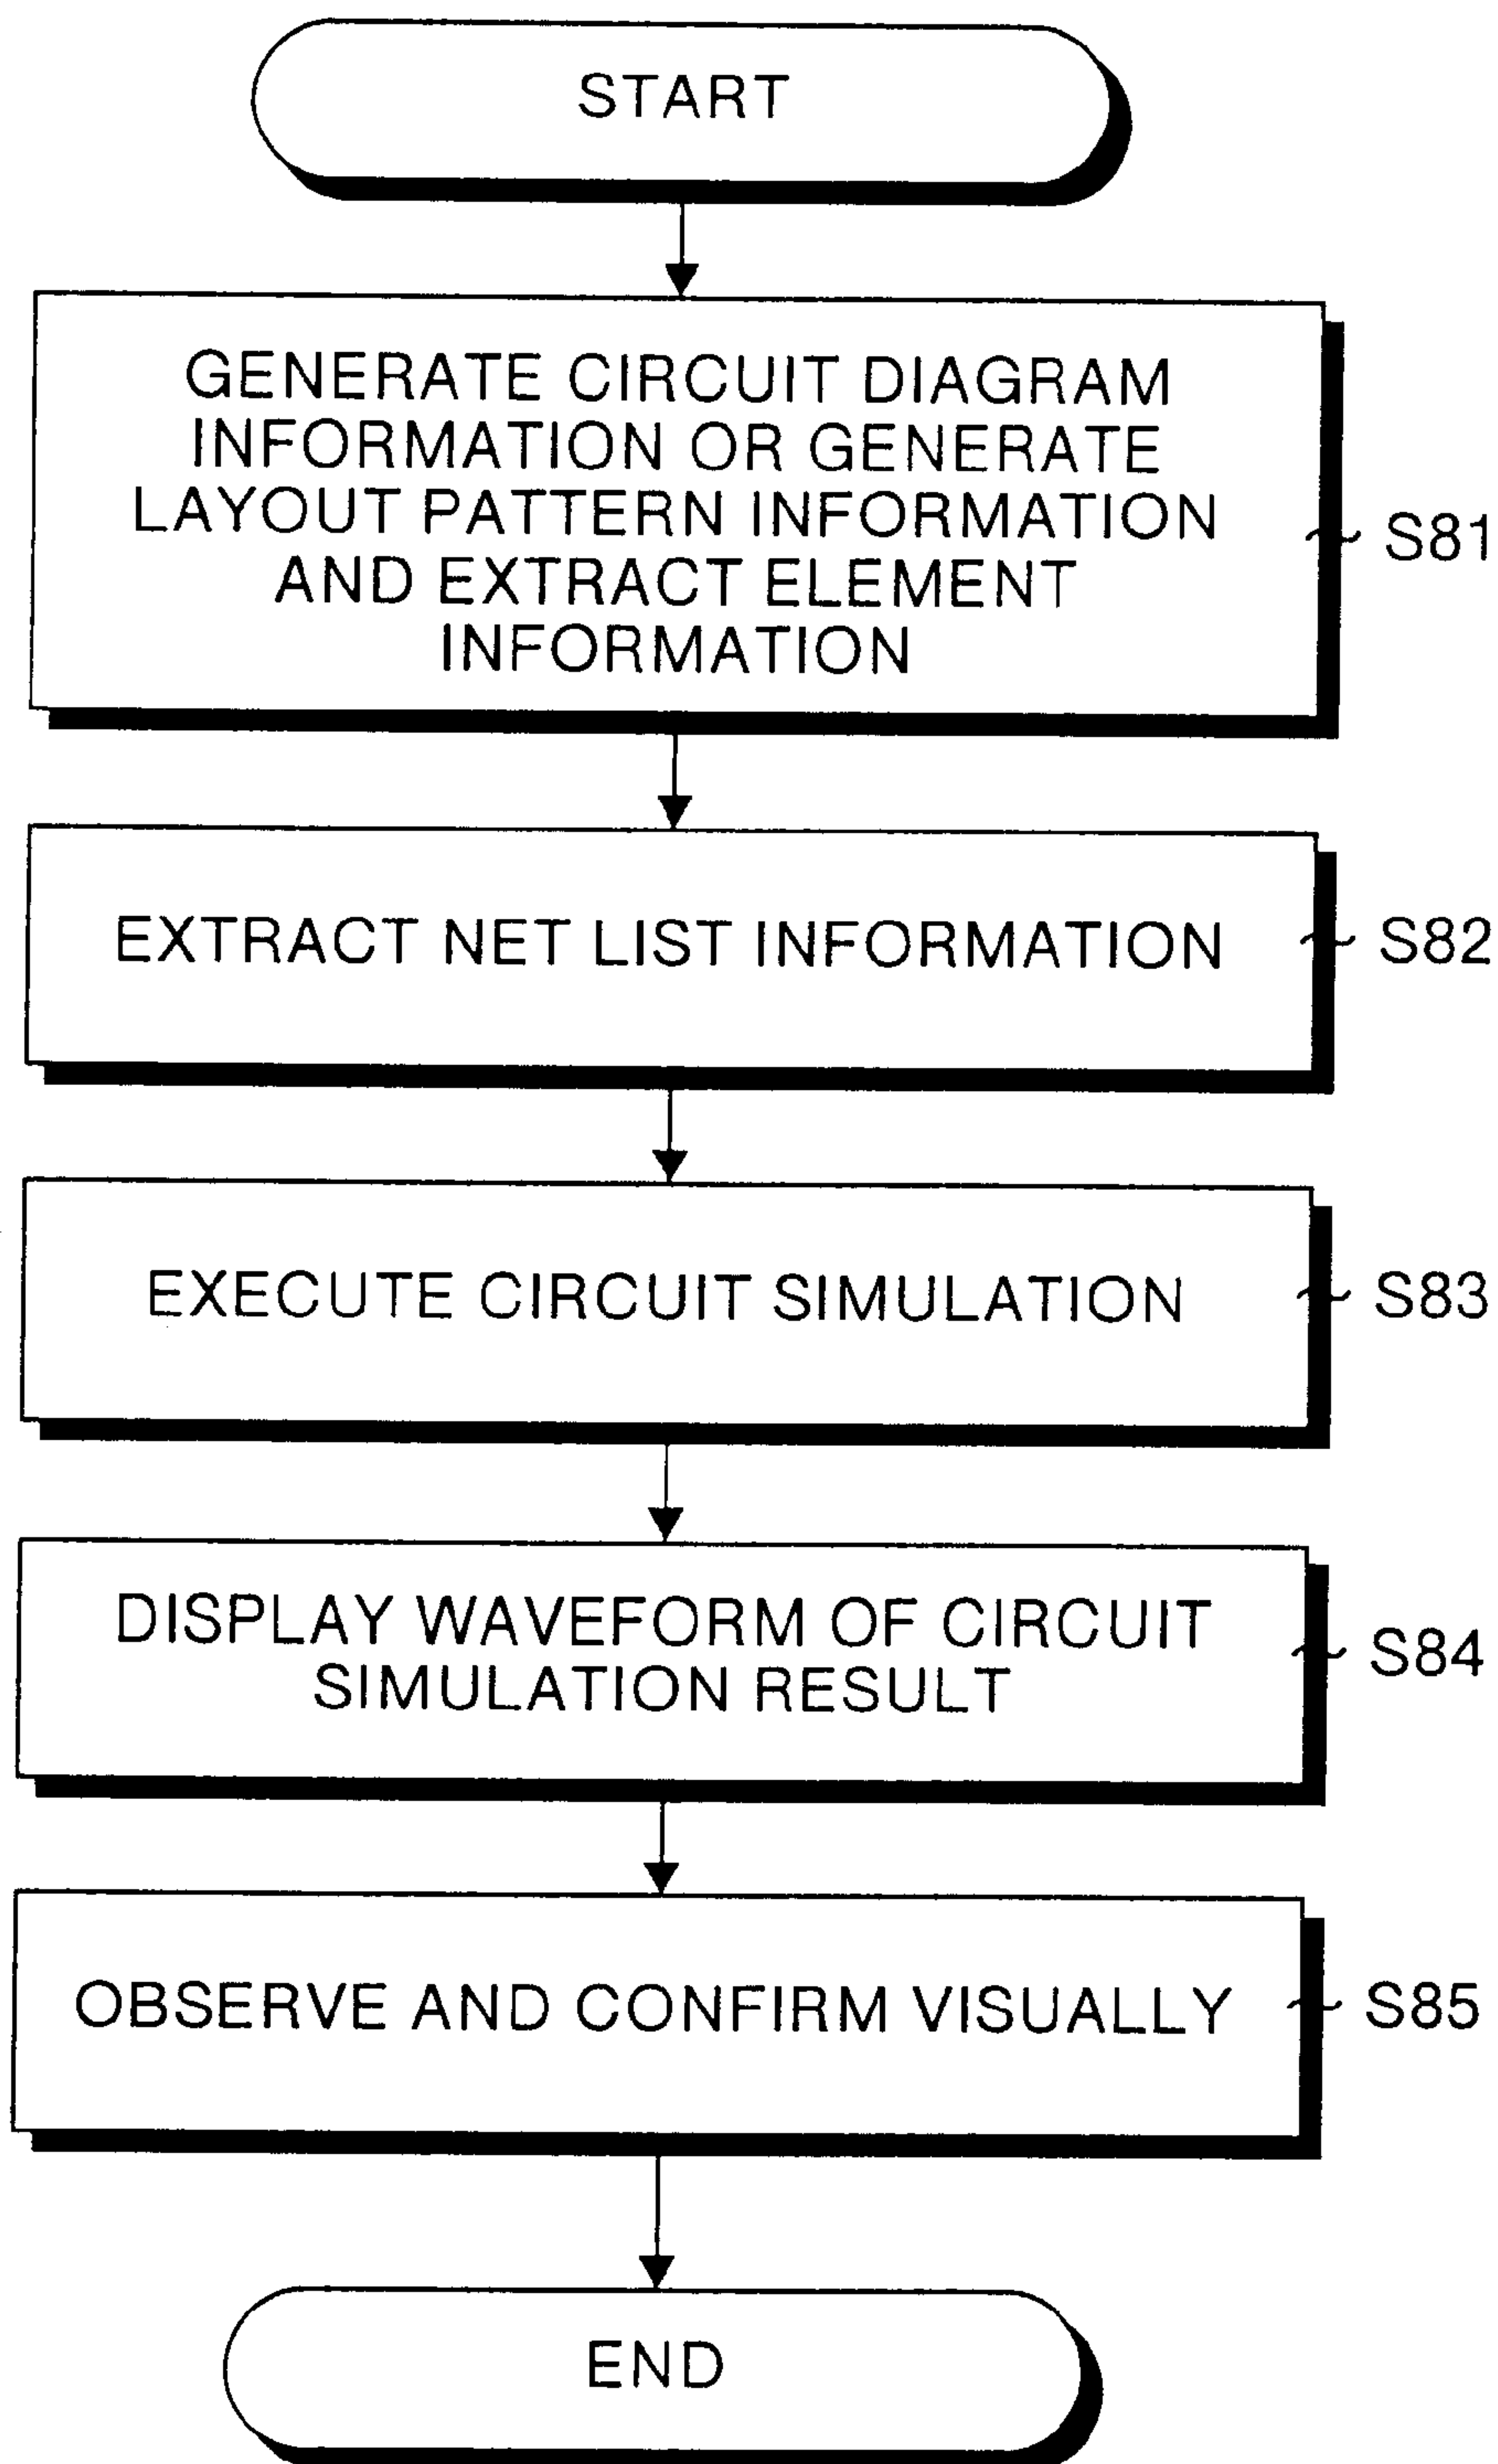 START
GENERATE CIRCUIT DIAGRAM
INFORMATION OR GENERATE
LAYOUT PATTERN INFORMATION
AND EXTRACT ELEMENT
INFORMATION
S81
EXTRACT NET LIST INFORMATION
S82
EXECUTE CIRCUIT SIMULATION
S83
DISPLAY WAVEFORM OF CIRCUIT
SIMULATION RESULT
S84
OBSERVE AND CONFIRM VISUALLY
S85
END